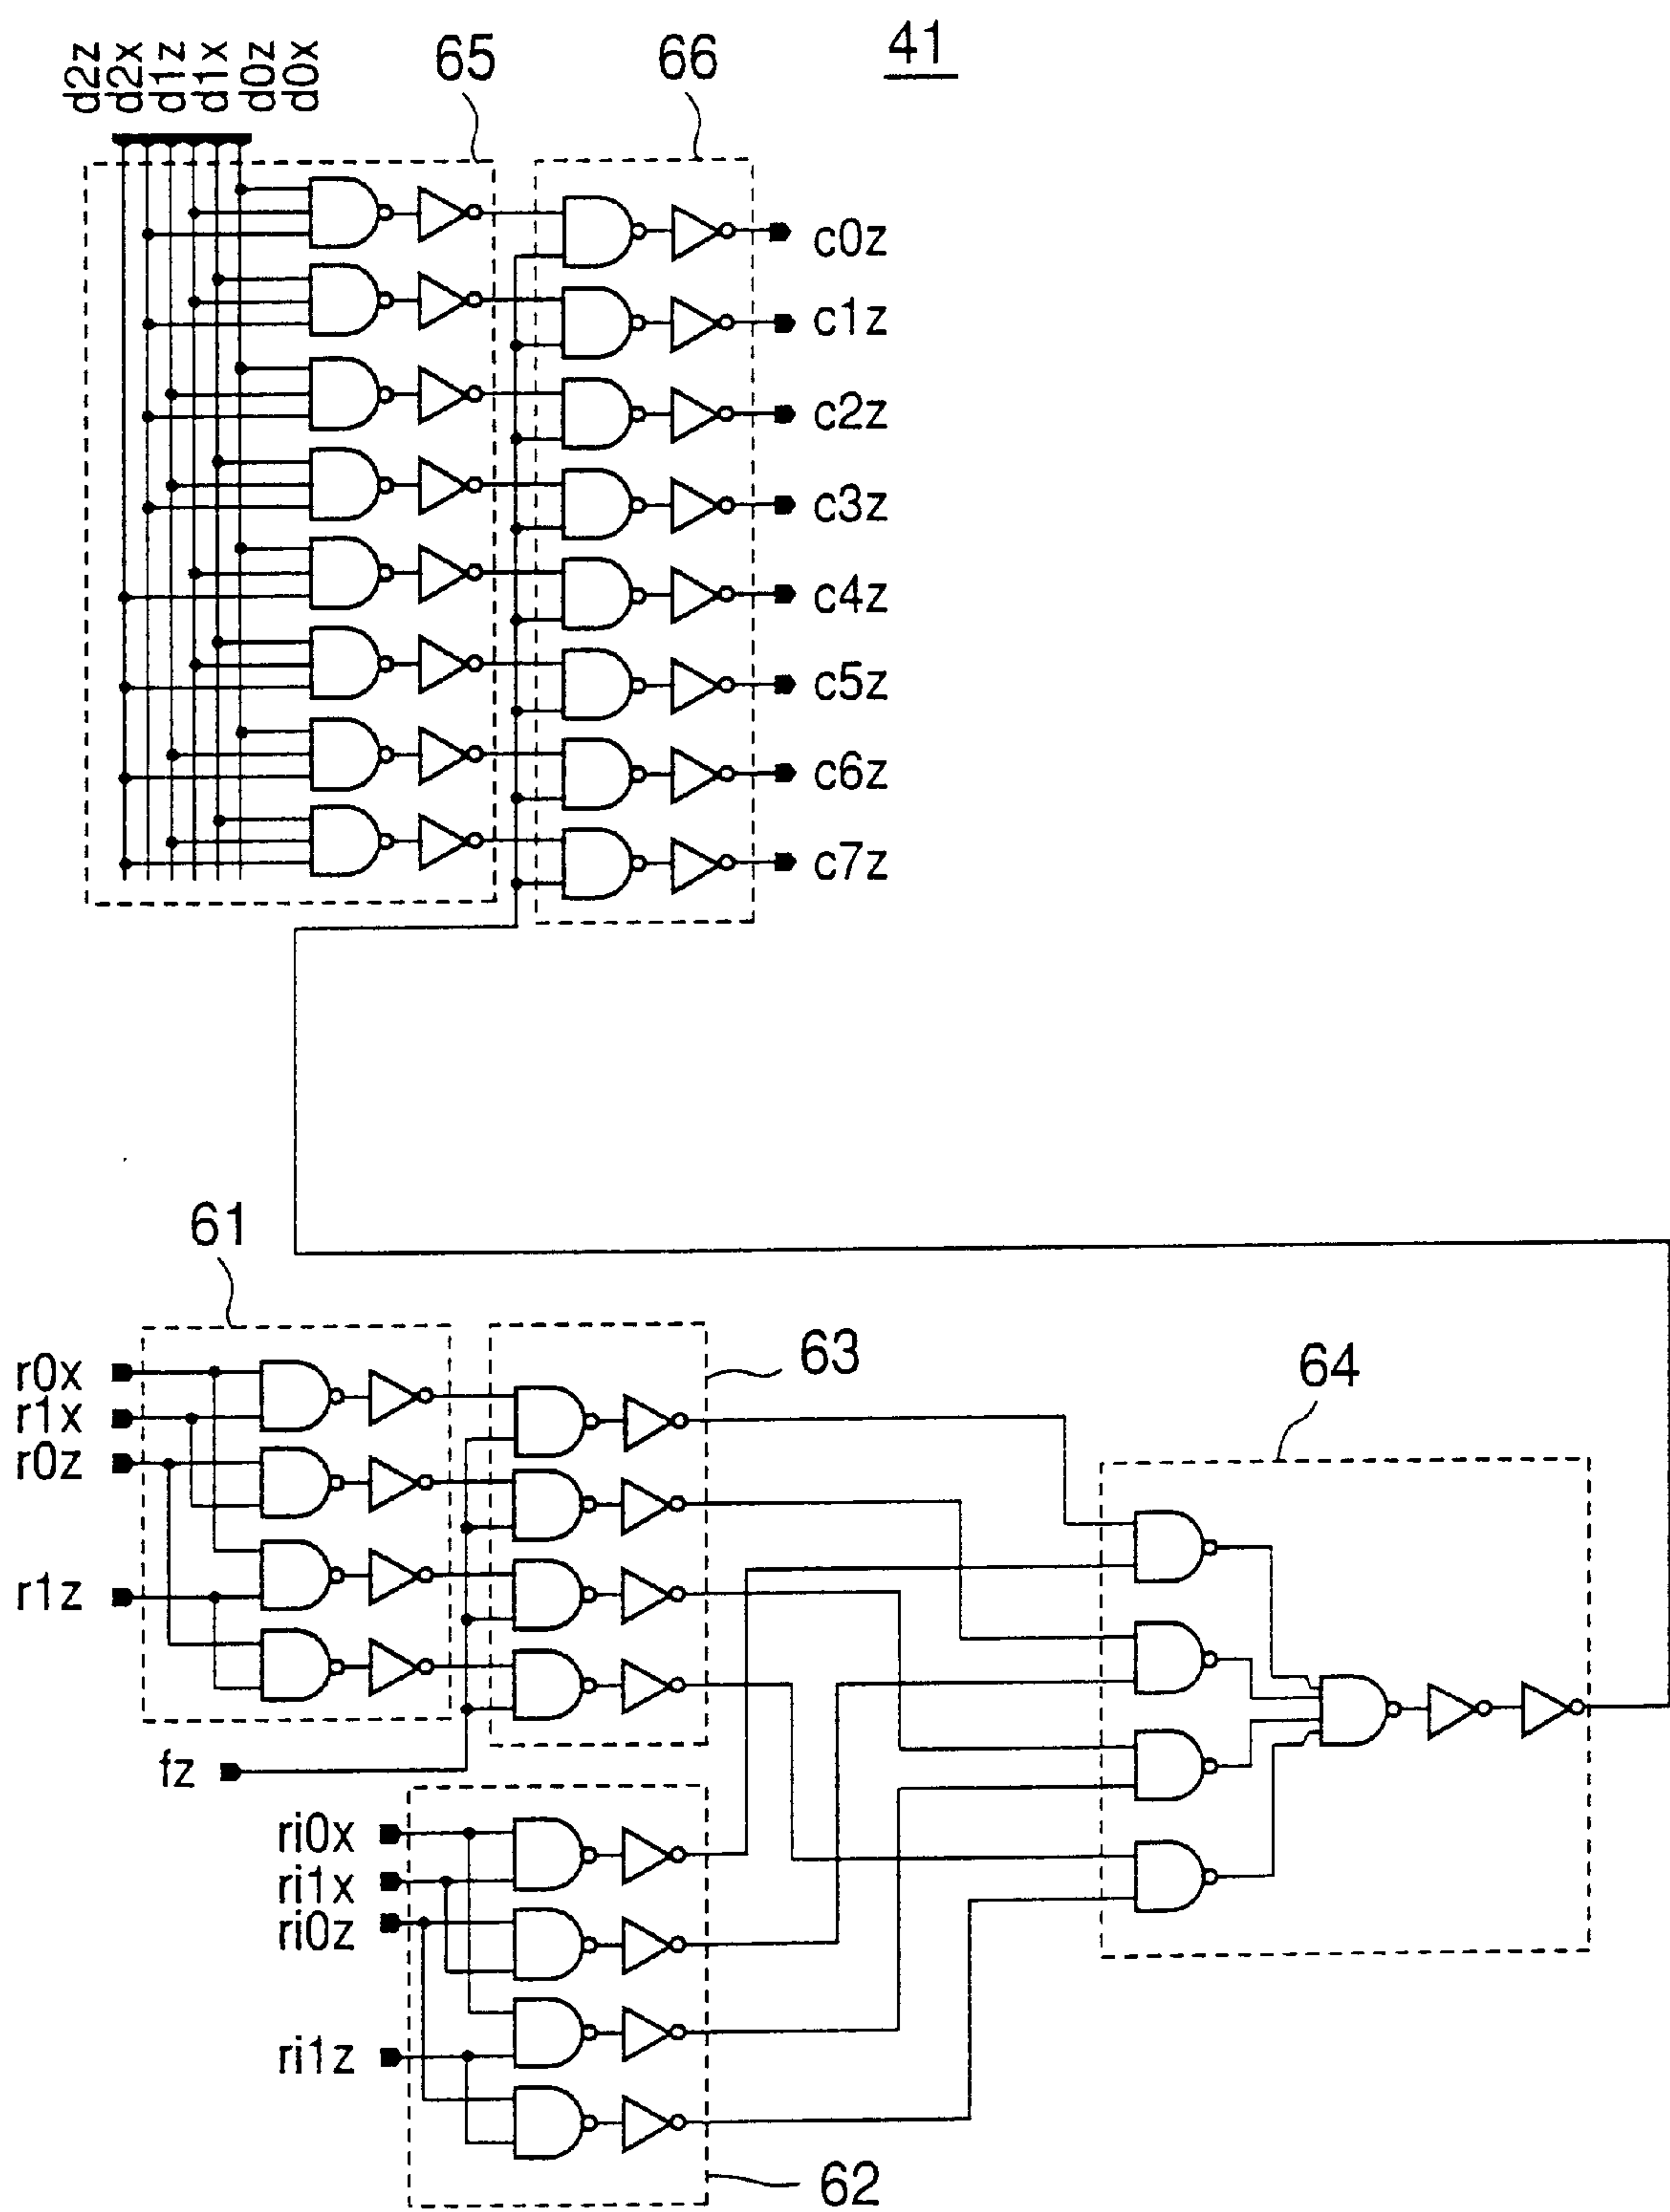 41
d2z
d2x
d1z
d1x
d0z
d0x
65
66
c0z
c1z
c2z
c3z
c4z
c5z
c6z
c7z
61
63
64
r0x
r1x
r0z
r1z
fz
ri0x
ri1x
ri0z
ri1z
62